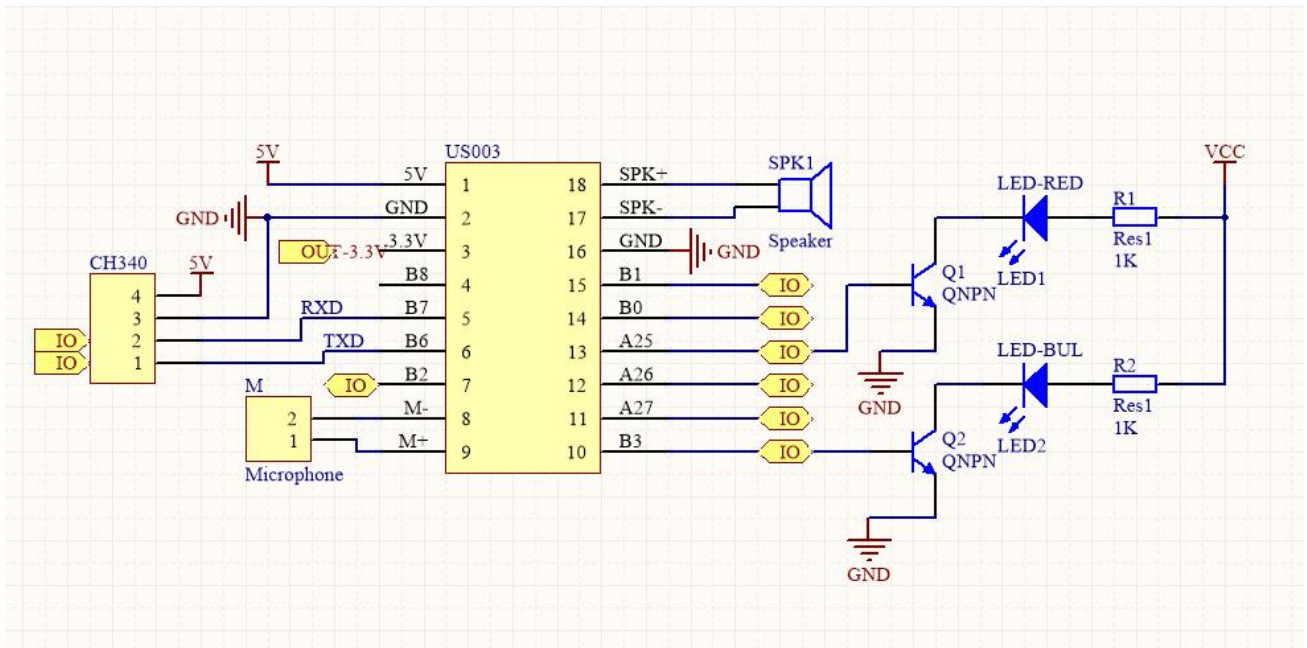 US003
5V
5V
1
GND
GND
2
OUT-3.3V
3.3V
3
B8
4
RXD
B7
5
TXD
B6
6
IO
B2
7
M-
8
M+
9
18
SPK+
17
SPK-
16
GND
GND
15
B1
IO
14
B0
IO
13
A25
IO
12
A26
IO
11
A27
IO
10
B3
IO
CH340
5V
4
3
IO
2
IO
1
M
2
1
Microphone
SPK1
Speaker
VCC
LED-RED
LED1
R1
Res1
1K
Q1
QNPN
GND
LED-BUL
LED2
R2
Res1
1K
Q2
QNPN
GND